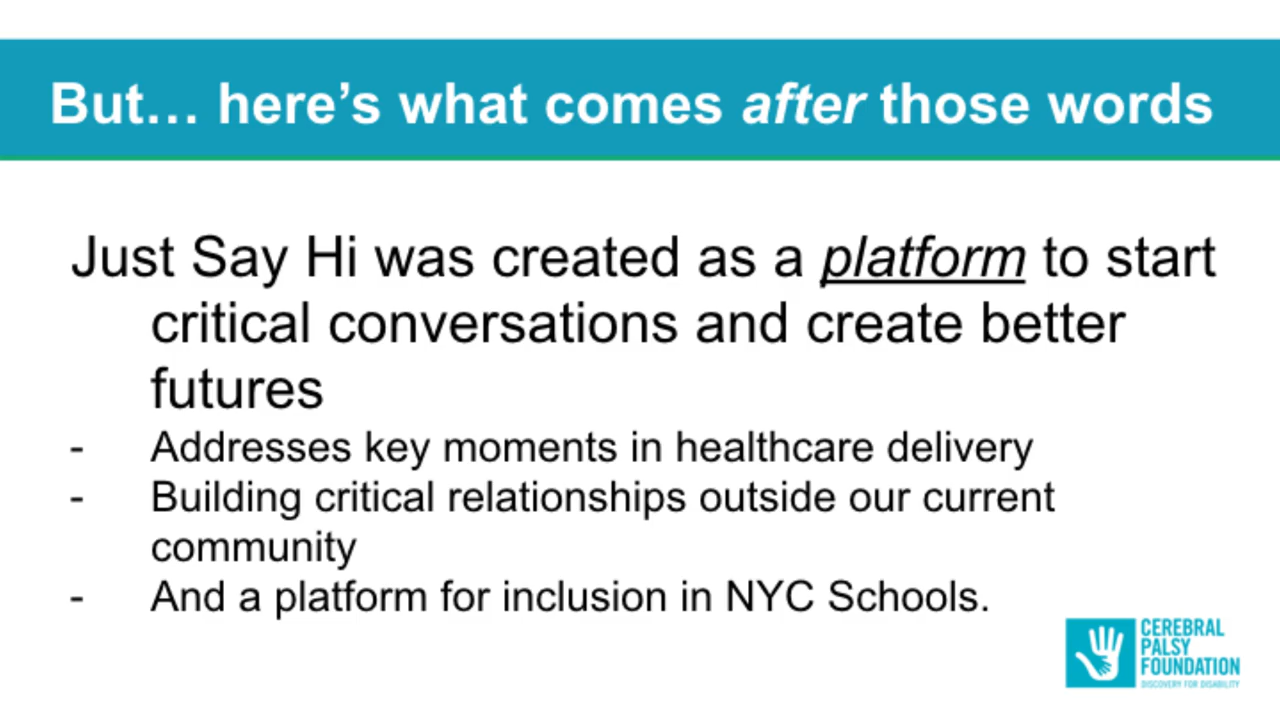 But... here’s what comes after those words
Just Say Hi was created as a platform to start
critical conversations and create better
futures
- Addresses key moments in healthcare delivery
- Building critical relationships outside our current
community
- And a platform for inclusion in NYC Schools.
CEREBRAL
PALSY
FOUNDATION
DISCOVERY FOR DISABILITY